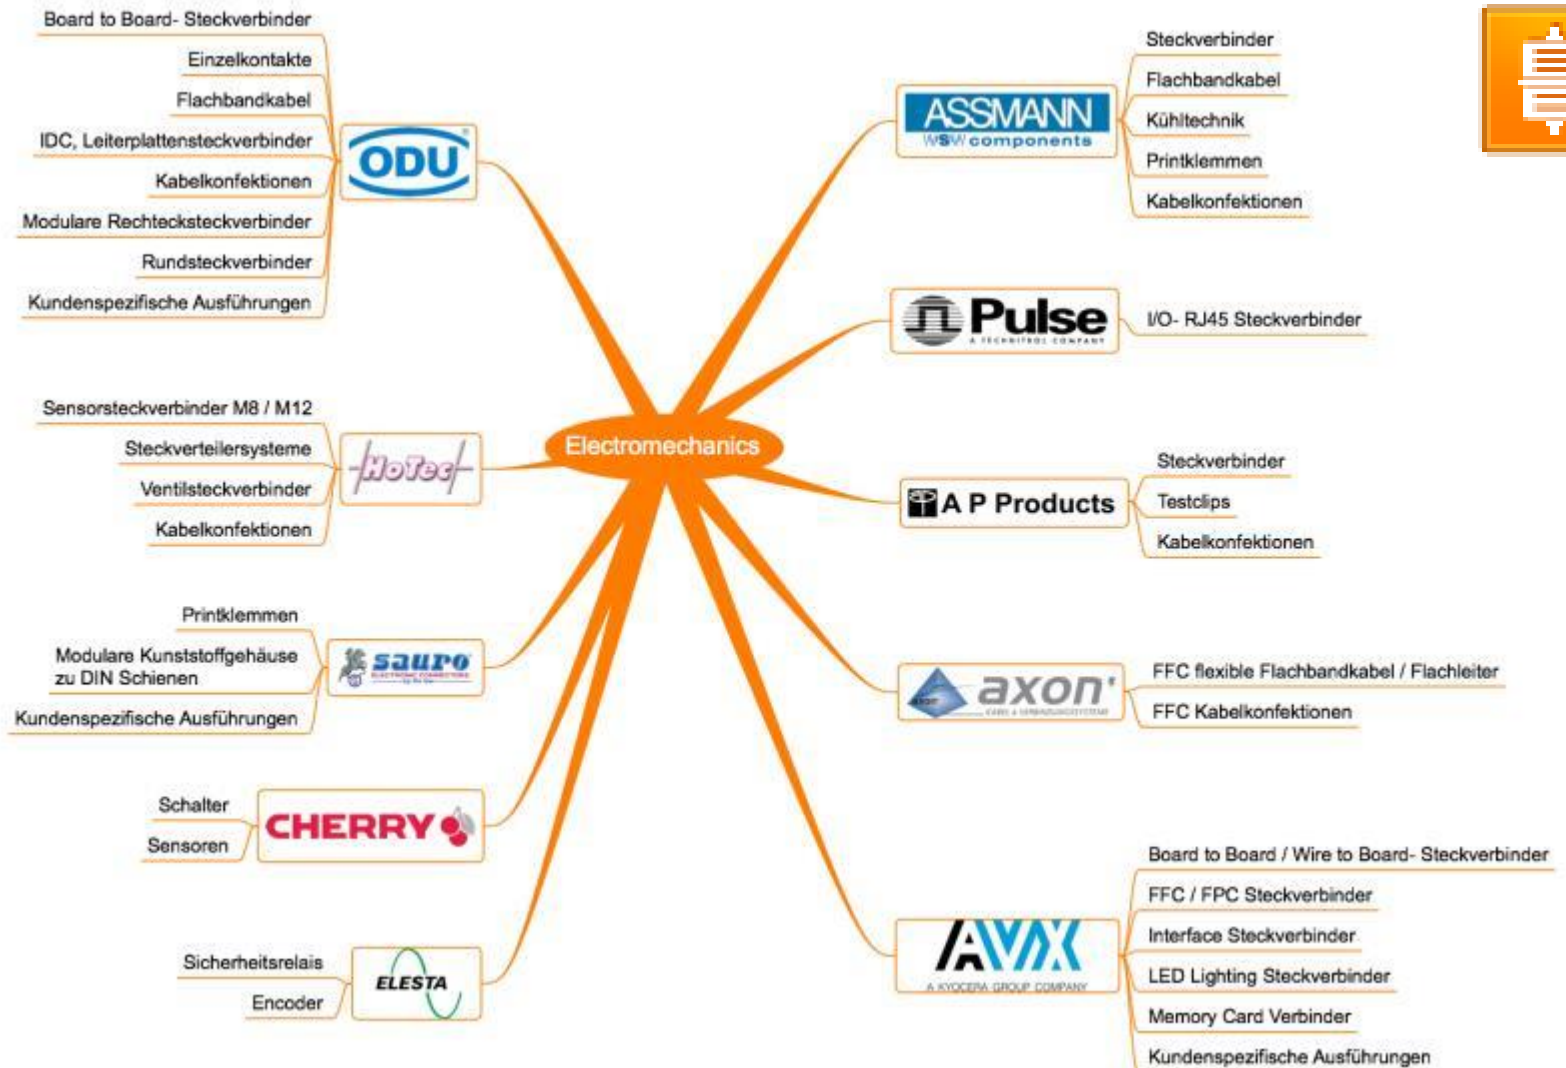 Board to Board- Steckverbinder
Einzelkontakte
Flachbandkabel
IDC, Leiterplattensteckverbinder
Kabelkonfektionen
Modulare Rechtecksteckverbinder
Rundsteckverbinder
Kundenspezifische Ausführungen
ODU
Sensorsteckverbinder M8 / M12
Steckverteilersysteme
Ventilsteckverbinder
Kabelkonfektionen
HoTec
Printklemmen
Modulare Kunststoffgehäuse
zu DIN Schienen
Kundenspezifische Ausführungen
sauro
ELECTRONIC CONNECTORS
Schalter
Sensoren
CHERRY
Sicherheitsrelais
Encoder
ELESTA
Electromechanics
ASSMANN
WSW components
Steckverbinder
Flachbandkabel
Kühltechnik
Printklemmen
Kabelkonfektionen
Pulse
A TECHNITROL COMPANY
I/O- RJ45 Steckverbinder
A P Products
Steckverbinder
Testclips
Kabelkonfektionen
axon'
FFC flexible Flachbandkabel / Flachleiter
FFC Kabelkonfektionen
AVX
A KYOCERA GROUP COMPANY
Board to Board / Wire to Board- Steckverbinder
FFC / FPC Steckverbinder
Interface Steckverbinder
LED Lighting Steckverbinder
Memory Card Verbinder
Kundenspezifische Ausführungen